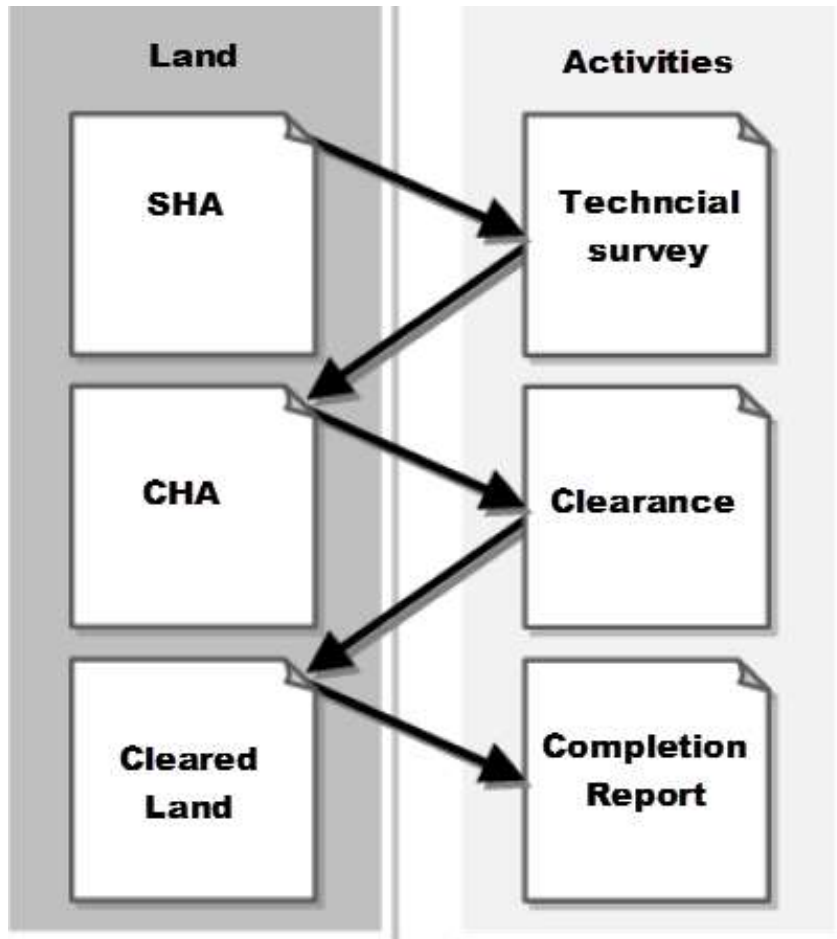 Land
Activities
SHA
Techncial
survey
CHA
Clearance
Cleared
Land
Completion
Report